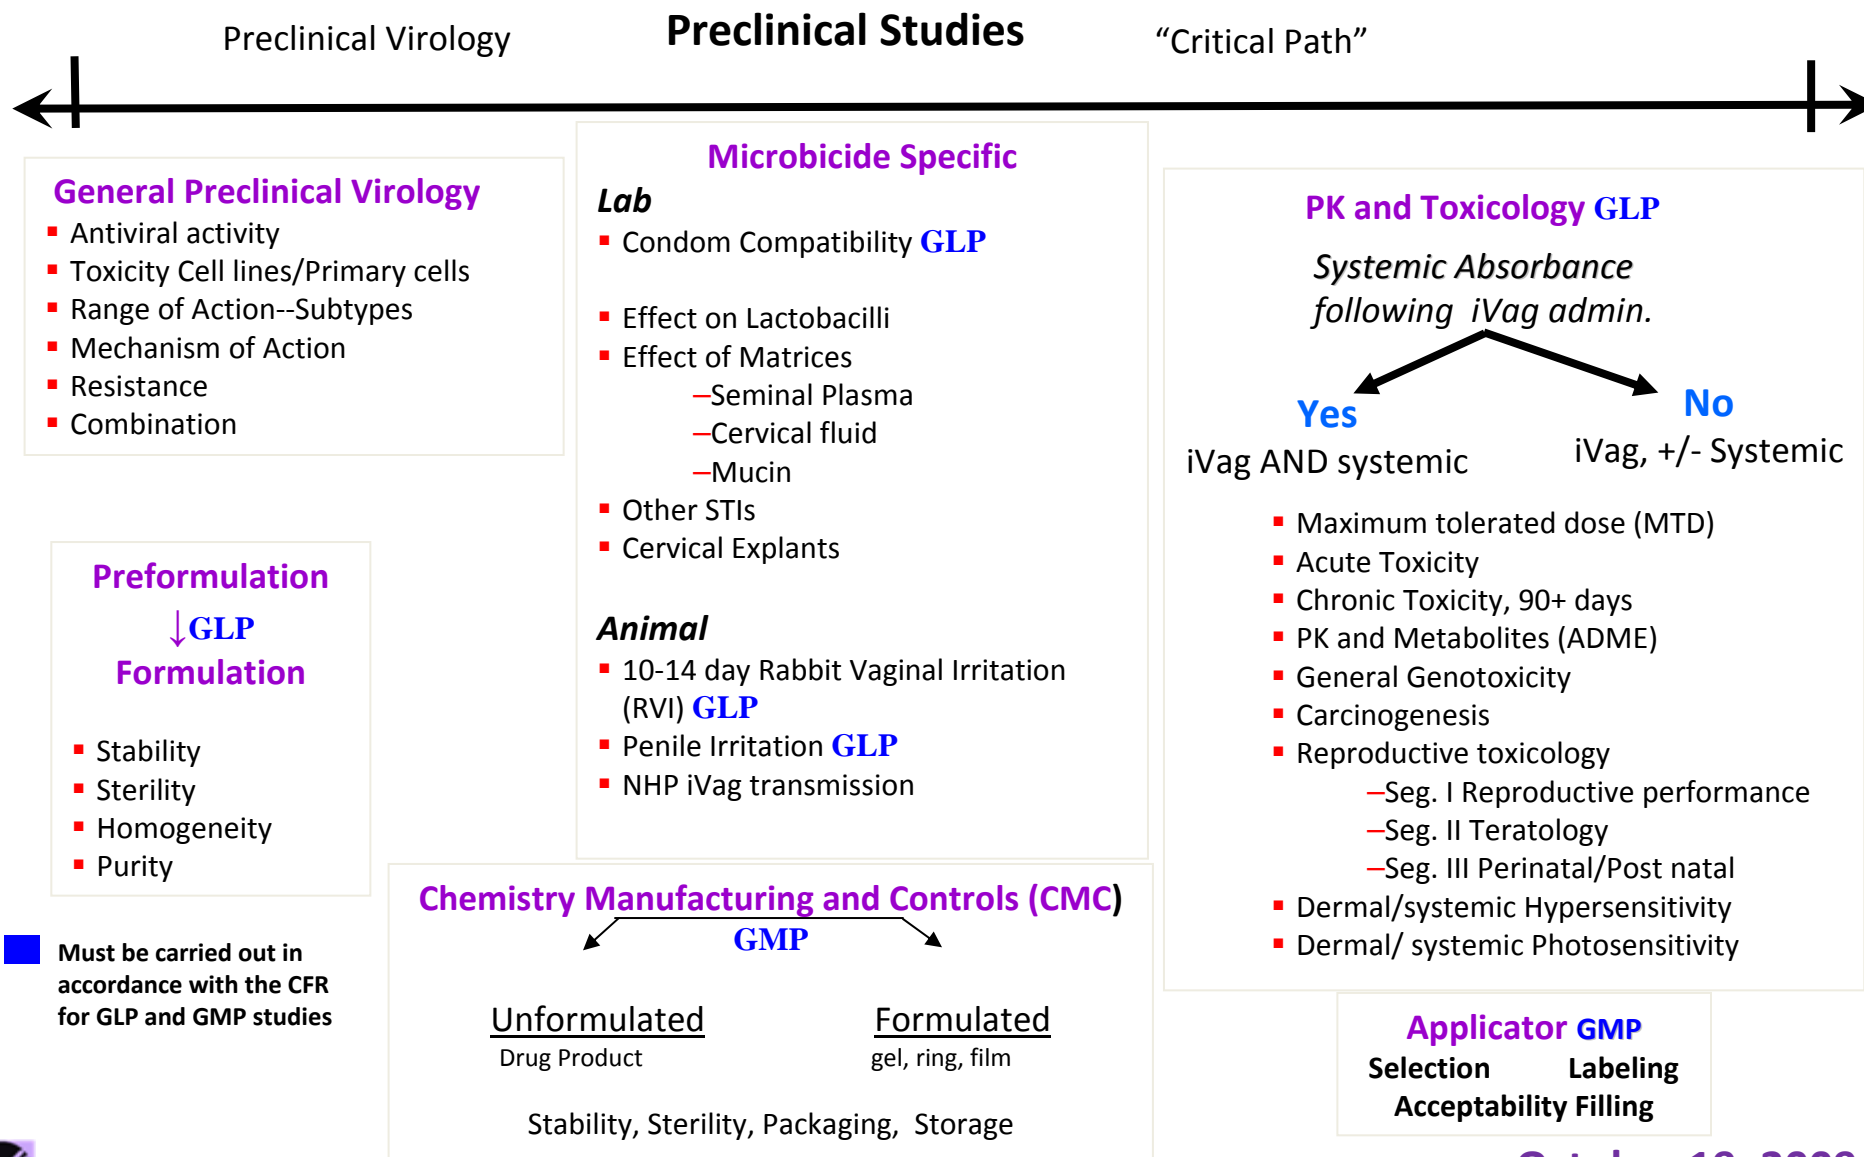 Preclinical Virology
Preclinical Studies
“Critical Path”
General Preclinical Virology
Antiviral activity
Toxicity Cell lines/Primary cells
Range of Action--Subtypes
Mechanism of Action
Resistance
Combination
Preformulation
↓GLP
Formulation
Stability
Sterility
Homogeneity
Purity
Must be carried out in
accordance with the CFR
for GLP and GMP studies
Microbicide Specific
Lab
Condom Compatibility GLP
Effect on Lactobacilli
Effect of Matrices
–Seminal Plasma
–Cervical fluid
–Mucin
Other STIs
Cervical Explants
Animal
10-14 day Rabbit Vaginal Irritation
(RVI) GLP
Penile Irritation GLP
NHP iVag transmission
Chemistry Manufacturing and Controls (CMC)
GMP
Unformulated
Formulated
Drug Product
gel, ring, film
Stability, Sterility, Packaging, Storage
PK and Toxicology GLP
Systemic Absorbance
following iVag admin.
Yes
No
iVag AND systemic
iVag, +/- Systemic
Maximum tolerated dose (MTD)
Acute Toxicity
Chronic Toxicity, 90+ days
PK and Metabolites (ADME)
General Genotoxicity
Carcinogenesis
Reproductive toxicology
–Seg. I Reproductive performance
–Seg. II Teratology
–Seg. III Perinatal/Post natal
Dermal/systemic Hypersensitivity
Dermal/ systemic Photosensitivity
Applicator GMP
Selection Labeling
Acceptability Filling